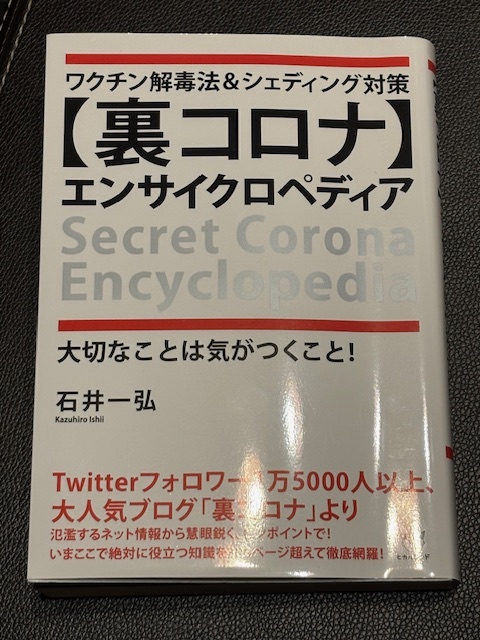 ワクチン解毒法&シェディング対策
【裏コロナ】
エンサイクロペディア
Secret Corona
Encyclopedia
大切なことは気がつくこと!
石井一弘
Kazuhiro Ishii
Twitterフォロワー 万5000人以上、
大人気ブログ「裏コロナ」より
氾濫するネット情報から慧眼鋭く、 ポイントで!
いまここで絶対に役立つ知識を ページ超えて徹底網羅!
ヒカルランド